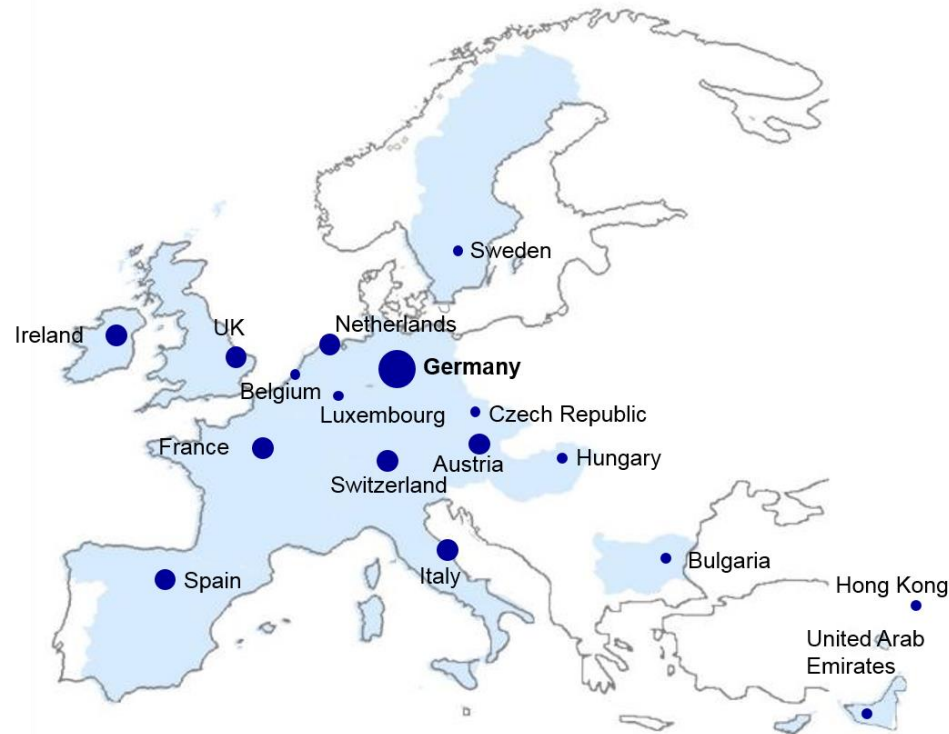 Sweden
Ireland
UK
Netherlands
Germany
Belgium
Luxembourg
Czech Republic
France
Switzerland
Austria
Hungary
Spain
Italy
Bulgaria
Hong Kong
United Arab
Emirates